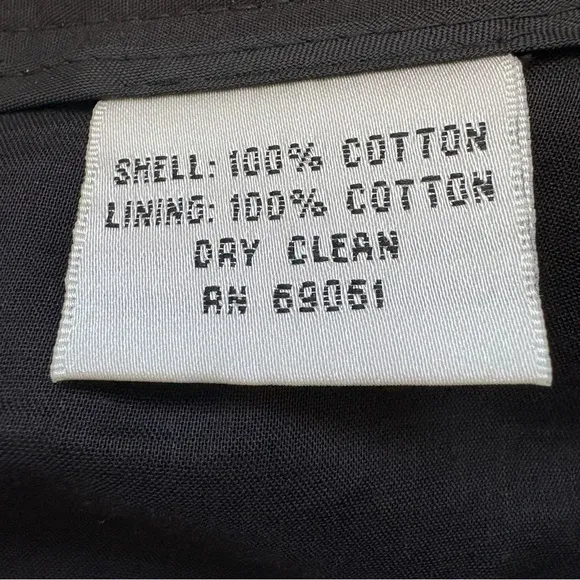 SHELL: 100% COTTON
LINING: 100% COTTON
DRY CLEAN
RN 69061